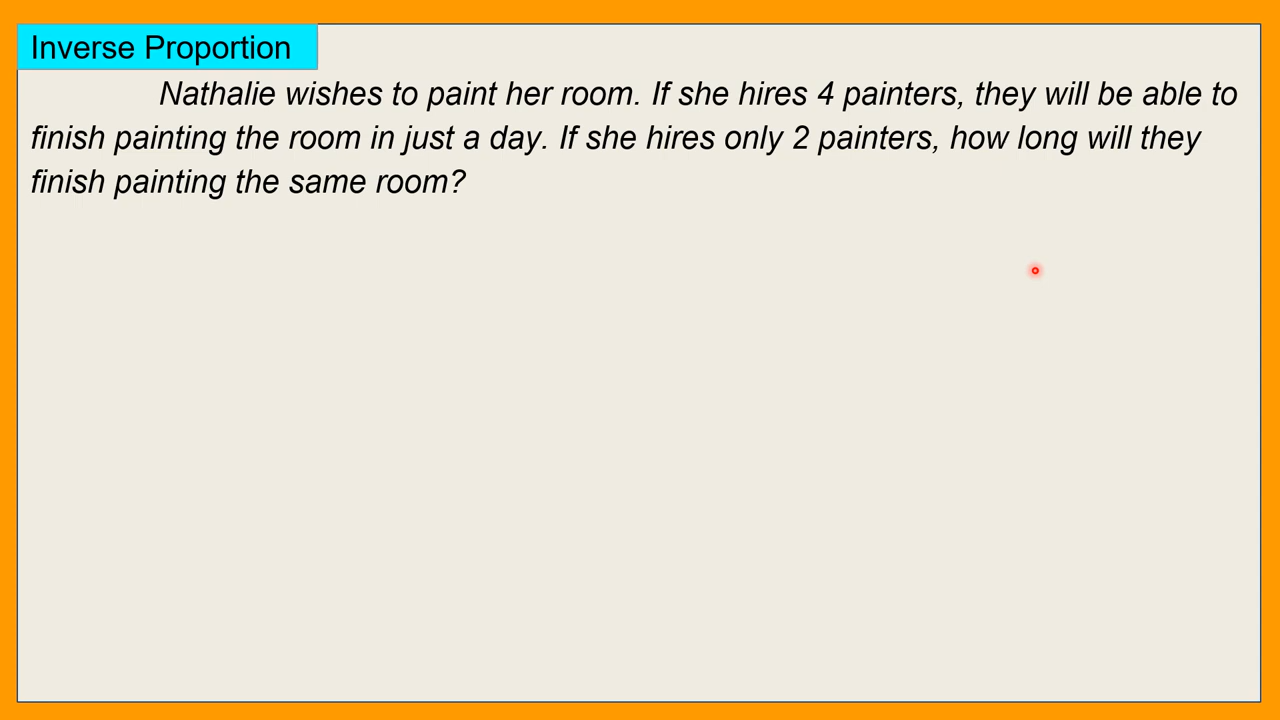 Inverse Proportion
Nathalie wishes to paint her room. If she hires 4 painters, they will be able to
finish painting the room in just a day. If she hires only 2 painters, how long will they
finish painting the same room?